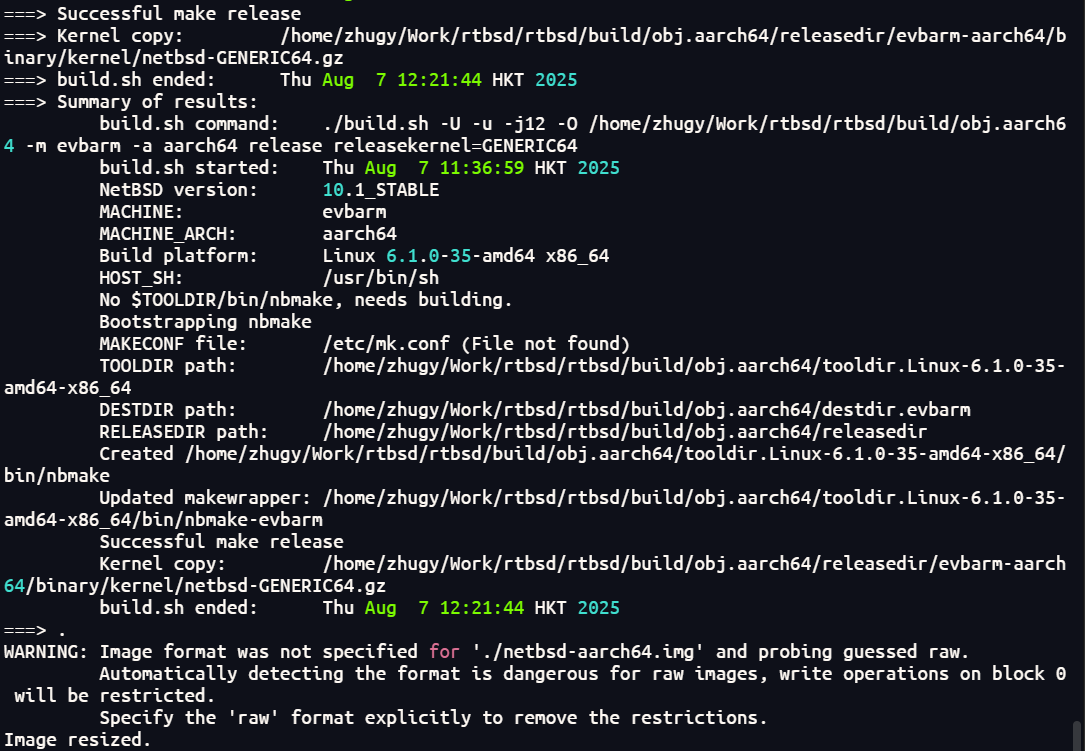 ===> Successful make release
===> Kernel copy:         /home/zhugy/Work/rtbsd/rtbsd/build/obj.aarch64/releasedir/evbarm-aarch64/b
inary/kernel/netbsd-GENERIC64.gz
===> build.sh ended:      Thu Aug  7 12:21:44 HKT 2025
===> Summary of results:
         build.sh command:    ./build.sh -U -u -j12 -O /home/zhugy/Work/rtbsd/rtbsd/build/obj.aarch6
4 -m evbarm -a aarch64 release releasekernel=GENERIC64
         build.sh started:    Thu Aug  7 11:36:59 HKT 2025
         NetBSD version:      10.1_STABLE
         MACHINE:             evbarm
         MACHINE_ARCH:        aarch64
         Build platform:      Linux 6.1.0-35-amd64 x86_64
         HOST_SH:             /usr/bin/sh
         No $TOOLDIR/bin/nbmake, needs building.
         Bootstrapping nbmake
         MAKECONF file:       /etc/mk.conf (File not found)
         TOOLDIR path:        /home/zhugy/Work/rtbsd/rtbsd/build/obj.aarch64/tooldir.Linux-6.1.0-35-
amd64-x86_64
         DESTDIR path:        /home/zhugy/Work/rtbsd/rtbsd/build/obj.aarch64/destdir.evbarm
         RELEASEDIR path:     /home/zhugy/Work/rtbsd/rtbsd/build/obj.aarch64/releasedir
         Created /home/zhugy/Work/rtbsd/rtbsd/build/obj.aarch64/tooldir.Linux-6.1.0-35-amd64-x86_64/
bin/nbmake
         Updated makewrapper: /home/zhugy/Work/rtbsd/rtbsd/build/obj.aarch64/tooldir.Linux-6.1.0-35-
amd64-x86_64/bin/nbmake-evbarm
         Successful make release
         Kernel copy:         /home/zhugy/Work/rtbsd/rtbsd/build/obj.aarch64/releasedir/evbarm-aarch
64/binary/kernel/netbsd-GENERIC64.gz
         build.sh ended:      Thu Aug  7 12:21:44 HKT 2025
===> .
WARNING: Image format was not specified for './netbsd-aarch64.img' and probing guessed raw.
         Automatically detecting the format is dangerous for raw images, write operations on block 0
 will be restricted.
         Specify the 'raw' format explicitly to remove the restrictions.
Image resized.